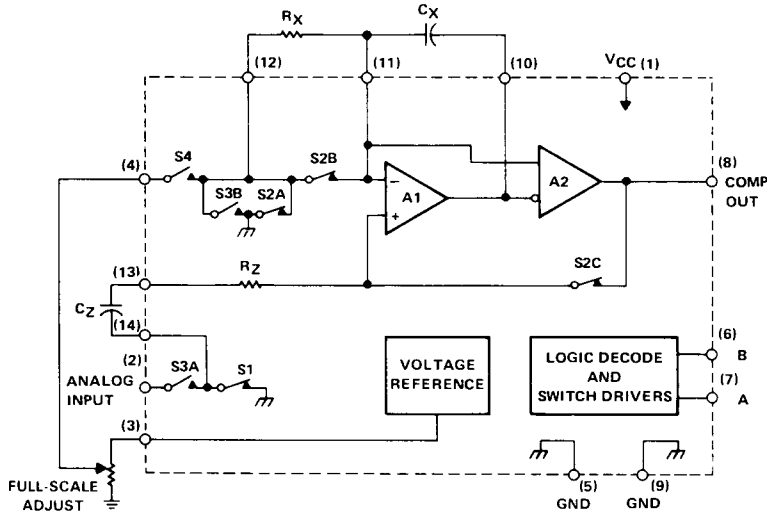 RX
CX
(12)
(11)
(10)
VCC (1)
(4)
S4
S2B
(8)
S3B
S2A
−
A1
+
A2
COMP
OUT
(13)
RZ
S2C
CZ
(14)
(2)
S3A
S1
ANALOG
INPUT
VOLTAGE
REFERENCE
LOGIC DECODE
AND
SWITCH DRIVERS
(6)
B
(7)
A
(3)
FULL-SCALE
ADJUST
(5)
GND
(9)
GND